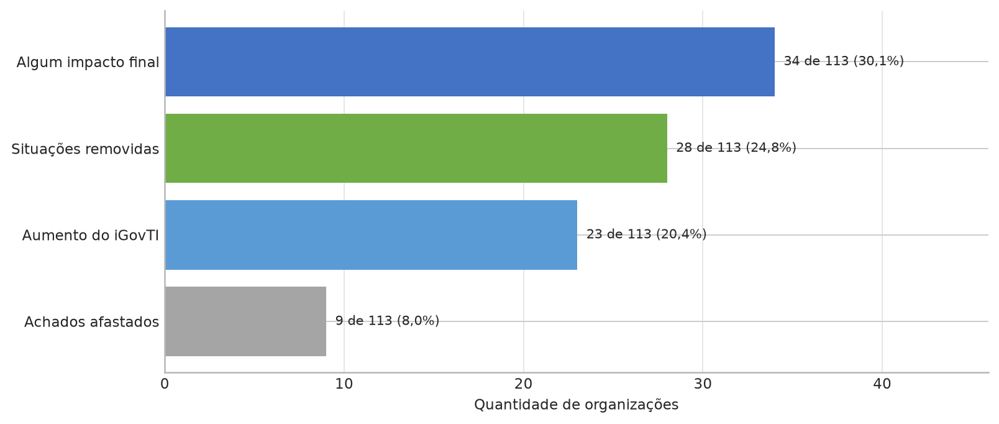 Algum impacto final
34 de 113 (30,1%)
Situações removidas
28 de 113 (24,8%)
Aumento do iGovTI
23 de 113 (20,4%)
Achados afastados
9 de 113 (8,0%)
0 10 20 30 40
Quantidade de organizações